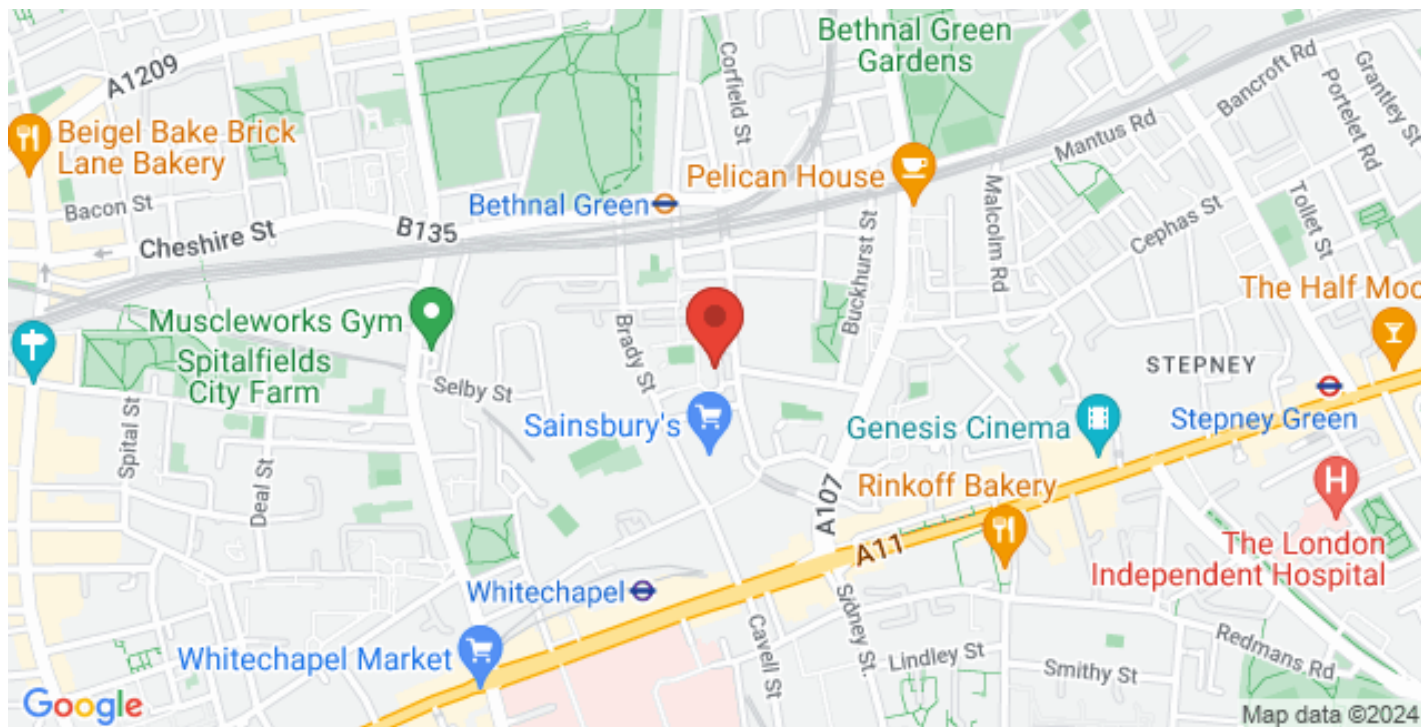 A1209
Corfield St
Bethnal Green
Gardens
Bancroft Rd
Grantley St
Portelet Rd
Beigel Bake Brick
Lane Bakery
Mantus Rd
Pelican House
Bacon St
Bethnal Green
Malcolm Rd
Tollet St
Cheshire St
B135
Buckhurst St
Cephas St
The Half Moo
Muscleworks Gym
Brady St
Spitalfields
City Farm
Selby St
STEPNEY
Spital St
Sainsbury's
Genesis Cinema
Stepney Green
Deal St
A107
Rinkoff Bakery
H
A11
The London
Independent Hospital
Whitechapel
Sidney St.
Cavell St
Redmans Rd
Whitechapel Market
Lindley St
Smithy St
Google
Map data ©2024